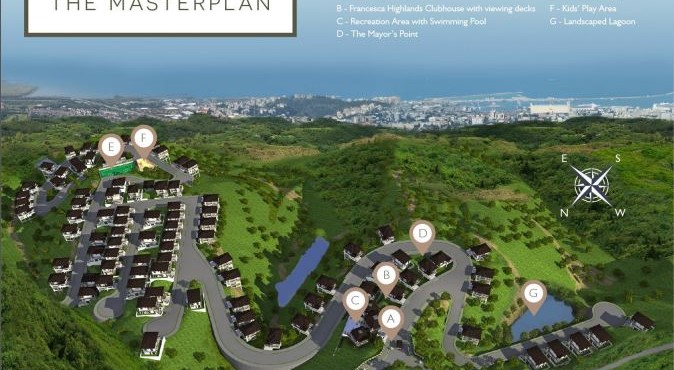 THE MASTERPLAN
B - Francesca Highlands Clubhouse with viewing decks
C - Recreation Area with Swimming Pool
D - The Mayor's Point
F - Kids' Play Area
G - Landscaped Lagoon
E
F
E S
N W
D
B
C
A
G